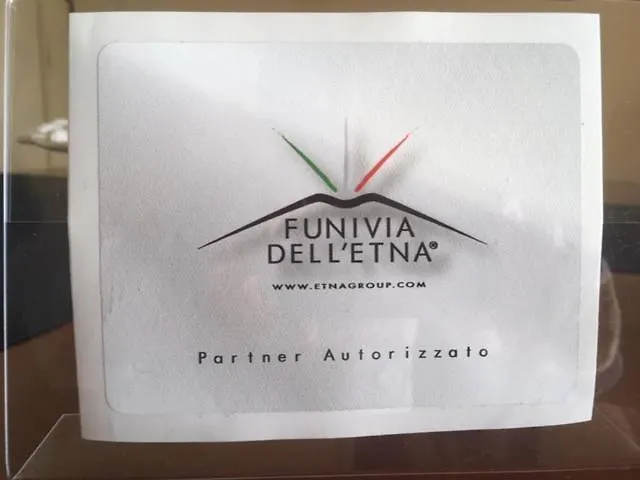 FUNIVIA
DELL'ETNA®
WWW.ETNAGROUP.COM
Partner Autorizzato